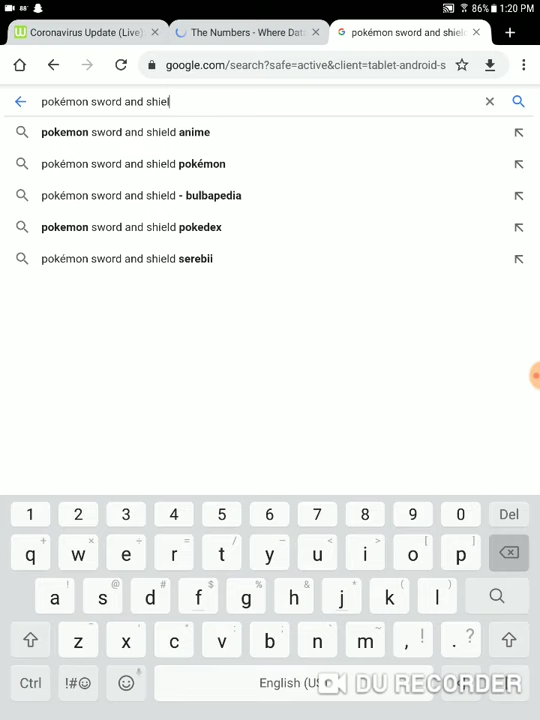 88° 86% 1:20 PM
Coronavirus Update (Live) The Numbers - Where Data pokémon sword and shield
google.com/search?safe=active&client=tablet-android-s
pokémon sword and shiel
pokemon sword and shield anime
pokémon sword and shield pokémon
pokémon sword and shield - bulbapedia
pokemon sword and shield pokedex
pokémon sword and shield serebii
1 2 3 4 5 6 7 8 9 0 Del
q w e r t y u i o p
a s d f g h j k l
z x c v b n m , ! . ?
Ctrl !#☺ English (US)
DU RECORDER